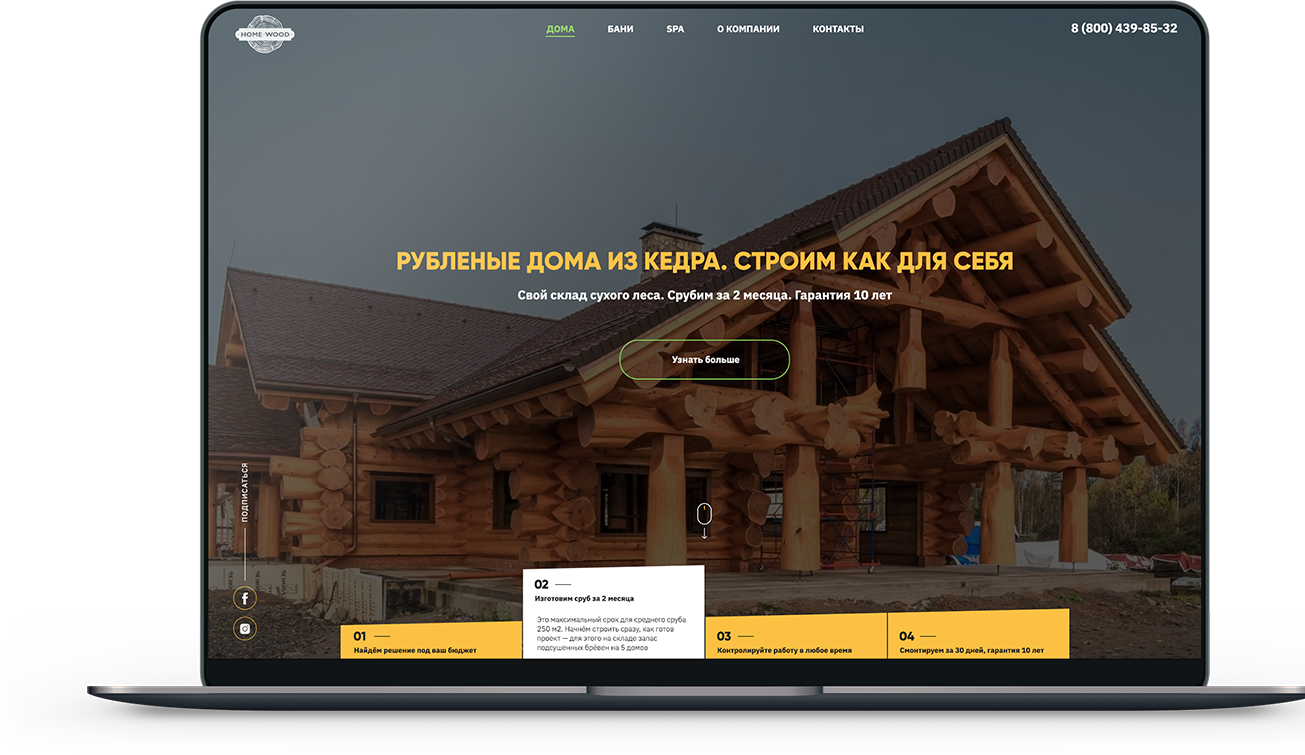 HOME WOOD
ДОМА
БАНИ
SPA
О КОМПАНИИ
КОНТАКТЫ
8 (800) 439-85-32
РУБЛЕНЫЕ ДОМА ИЗ КЕДРА. СТРОИМ КАК ДЛЯ СЕБЯ
Свой склад сухого леса. Срубим за 2 месяца. Гарантия 10 лет
Узнать больше
ПОДПИСАТЬСЯ
01
Найдём решение под ваш бюджет
02
Изготовим сруб за 2 месяца
Это максимальный срок для среднего сруба
250 м2. Начнём строить сразу, как готов
проект — для этого на складе запас
подсушенных брёвен на 5 домов
03
Контролируйте работу в любое время
04
Смонтируем за 30 дней, гарантия 10 лет